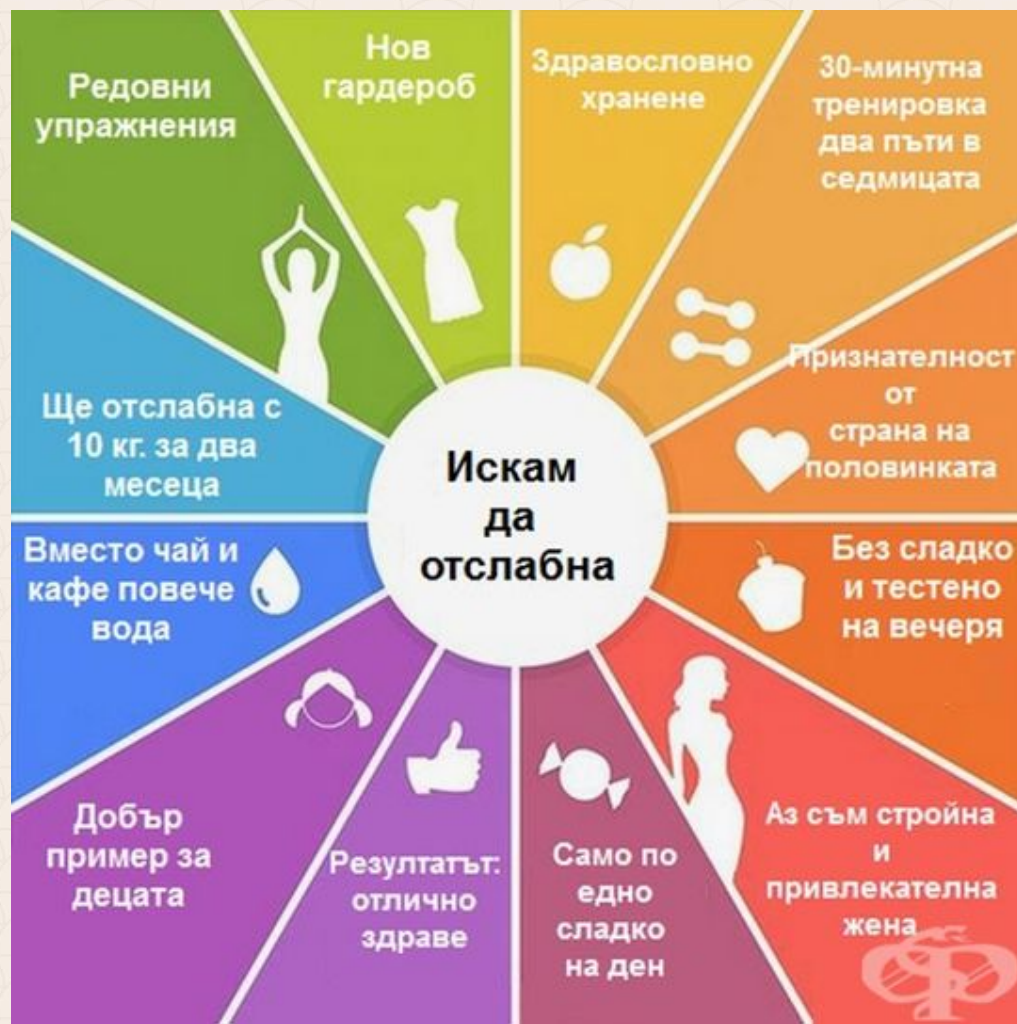 Редовни
упражнения
Нов
гардероб
Здравословно
хранене
30-минутна
тренировка
два пъти в
седмицата
Признателност
от
страна на
половинката
Без сладко
и тестено
на вечеря
Аз съм стройна
и
привлекателна
жена
Само по
едно
сладко
на ден
Резултатът:
отлично
здраве
Добър
пример за
децата
Вместо чай и
кафе повече
вода
Ще отслабна с
10 кг. за два
месеца
Искам
да
отслабна